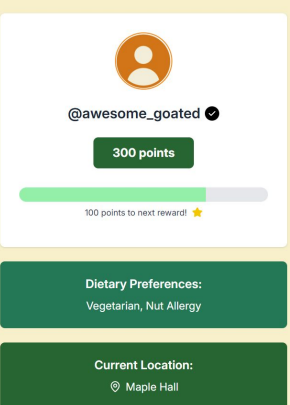 @awesome_goated
300 points
100 points to next reward!
Dietary Preferences:
Vegetarian, Nut Allergy
Current Location:
Maple Hall